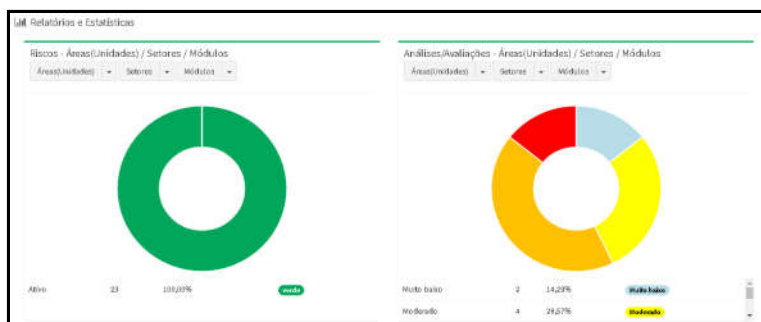 Relatórios e Estatísticas
Riscos - Áreas(Unidades) / Setores / Módulos
Áreas(Unidades) Setores Módulos
Ativo 23 100,00% verde
Análises/Avaliações - Áreas(Unidades) / Setores / Módulos
Áreas(Unidades) Setores Módulos
Muito baixo 2 14,29% Muito baixo
Moderado 4 28,57% Moderado